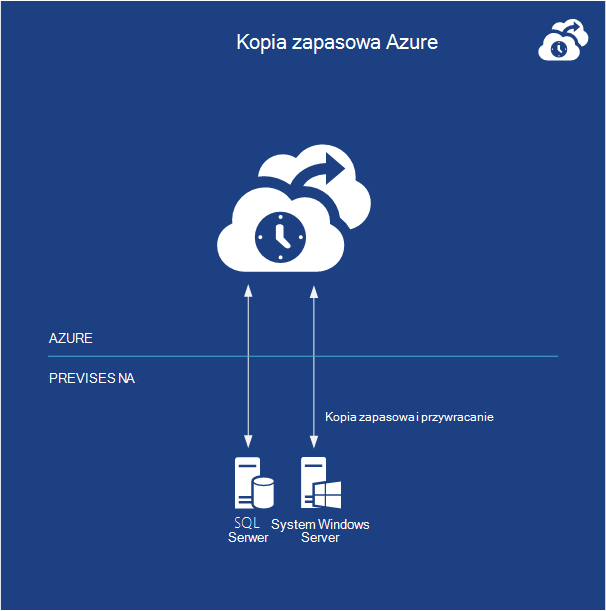 Kopia zapasowa Azure
AZURE
PREVISES NA
Kopia zapasowa i przywracanie
SQL
Serwer
System Windows
Server